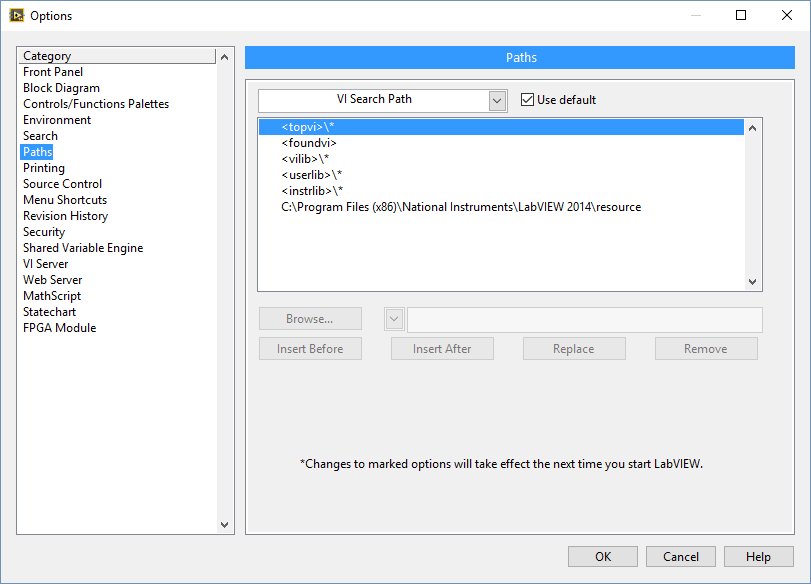 Options
Category
Front Panel
Block Diagram
Controls/Functions Palettes
Environment
Search
Paths
Printing
Source Control
Menu Shortcuts
Revision History
Security
Shared Variable Engine
VI Server
Web Server
MathScript
Statechart
FPGA Module
Paths
VI Search Path
Use default
<topvi>\*
<foundvi>
<vilib>\*
<userlib>\*
<instrlib>\*
C:\Program Files (x86)\National Instruments\LabVIEW 2014\resource
Browse...
Insert Before Insert After Replace Remove
*Changes to marked options will take effect the next time you start LabVIEW.
OK Cancel Help